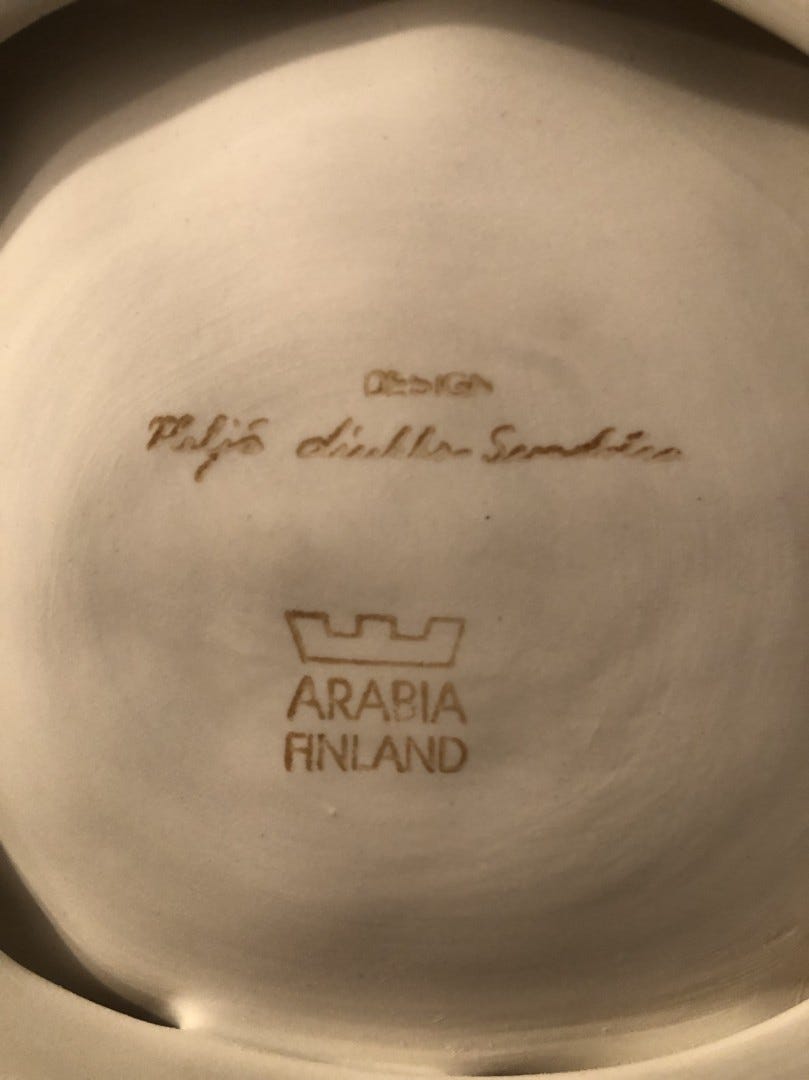 DESIGN
Heljä Liukko-Sundström
ARABIA
FINLAND